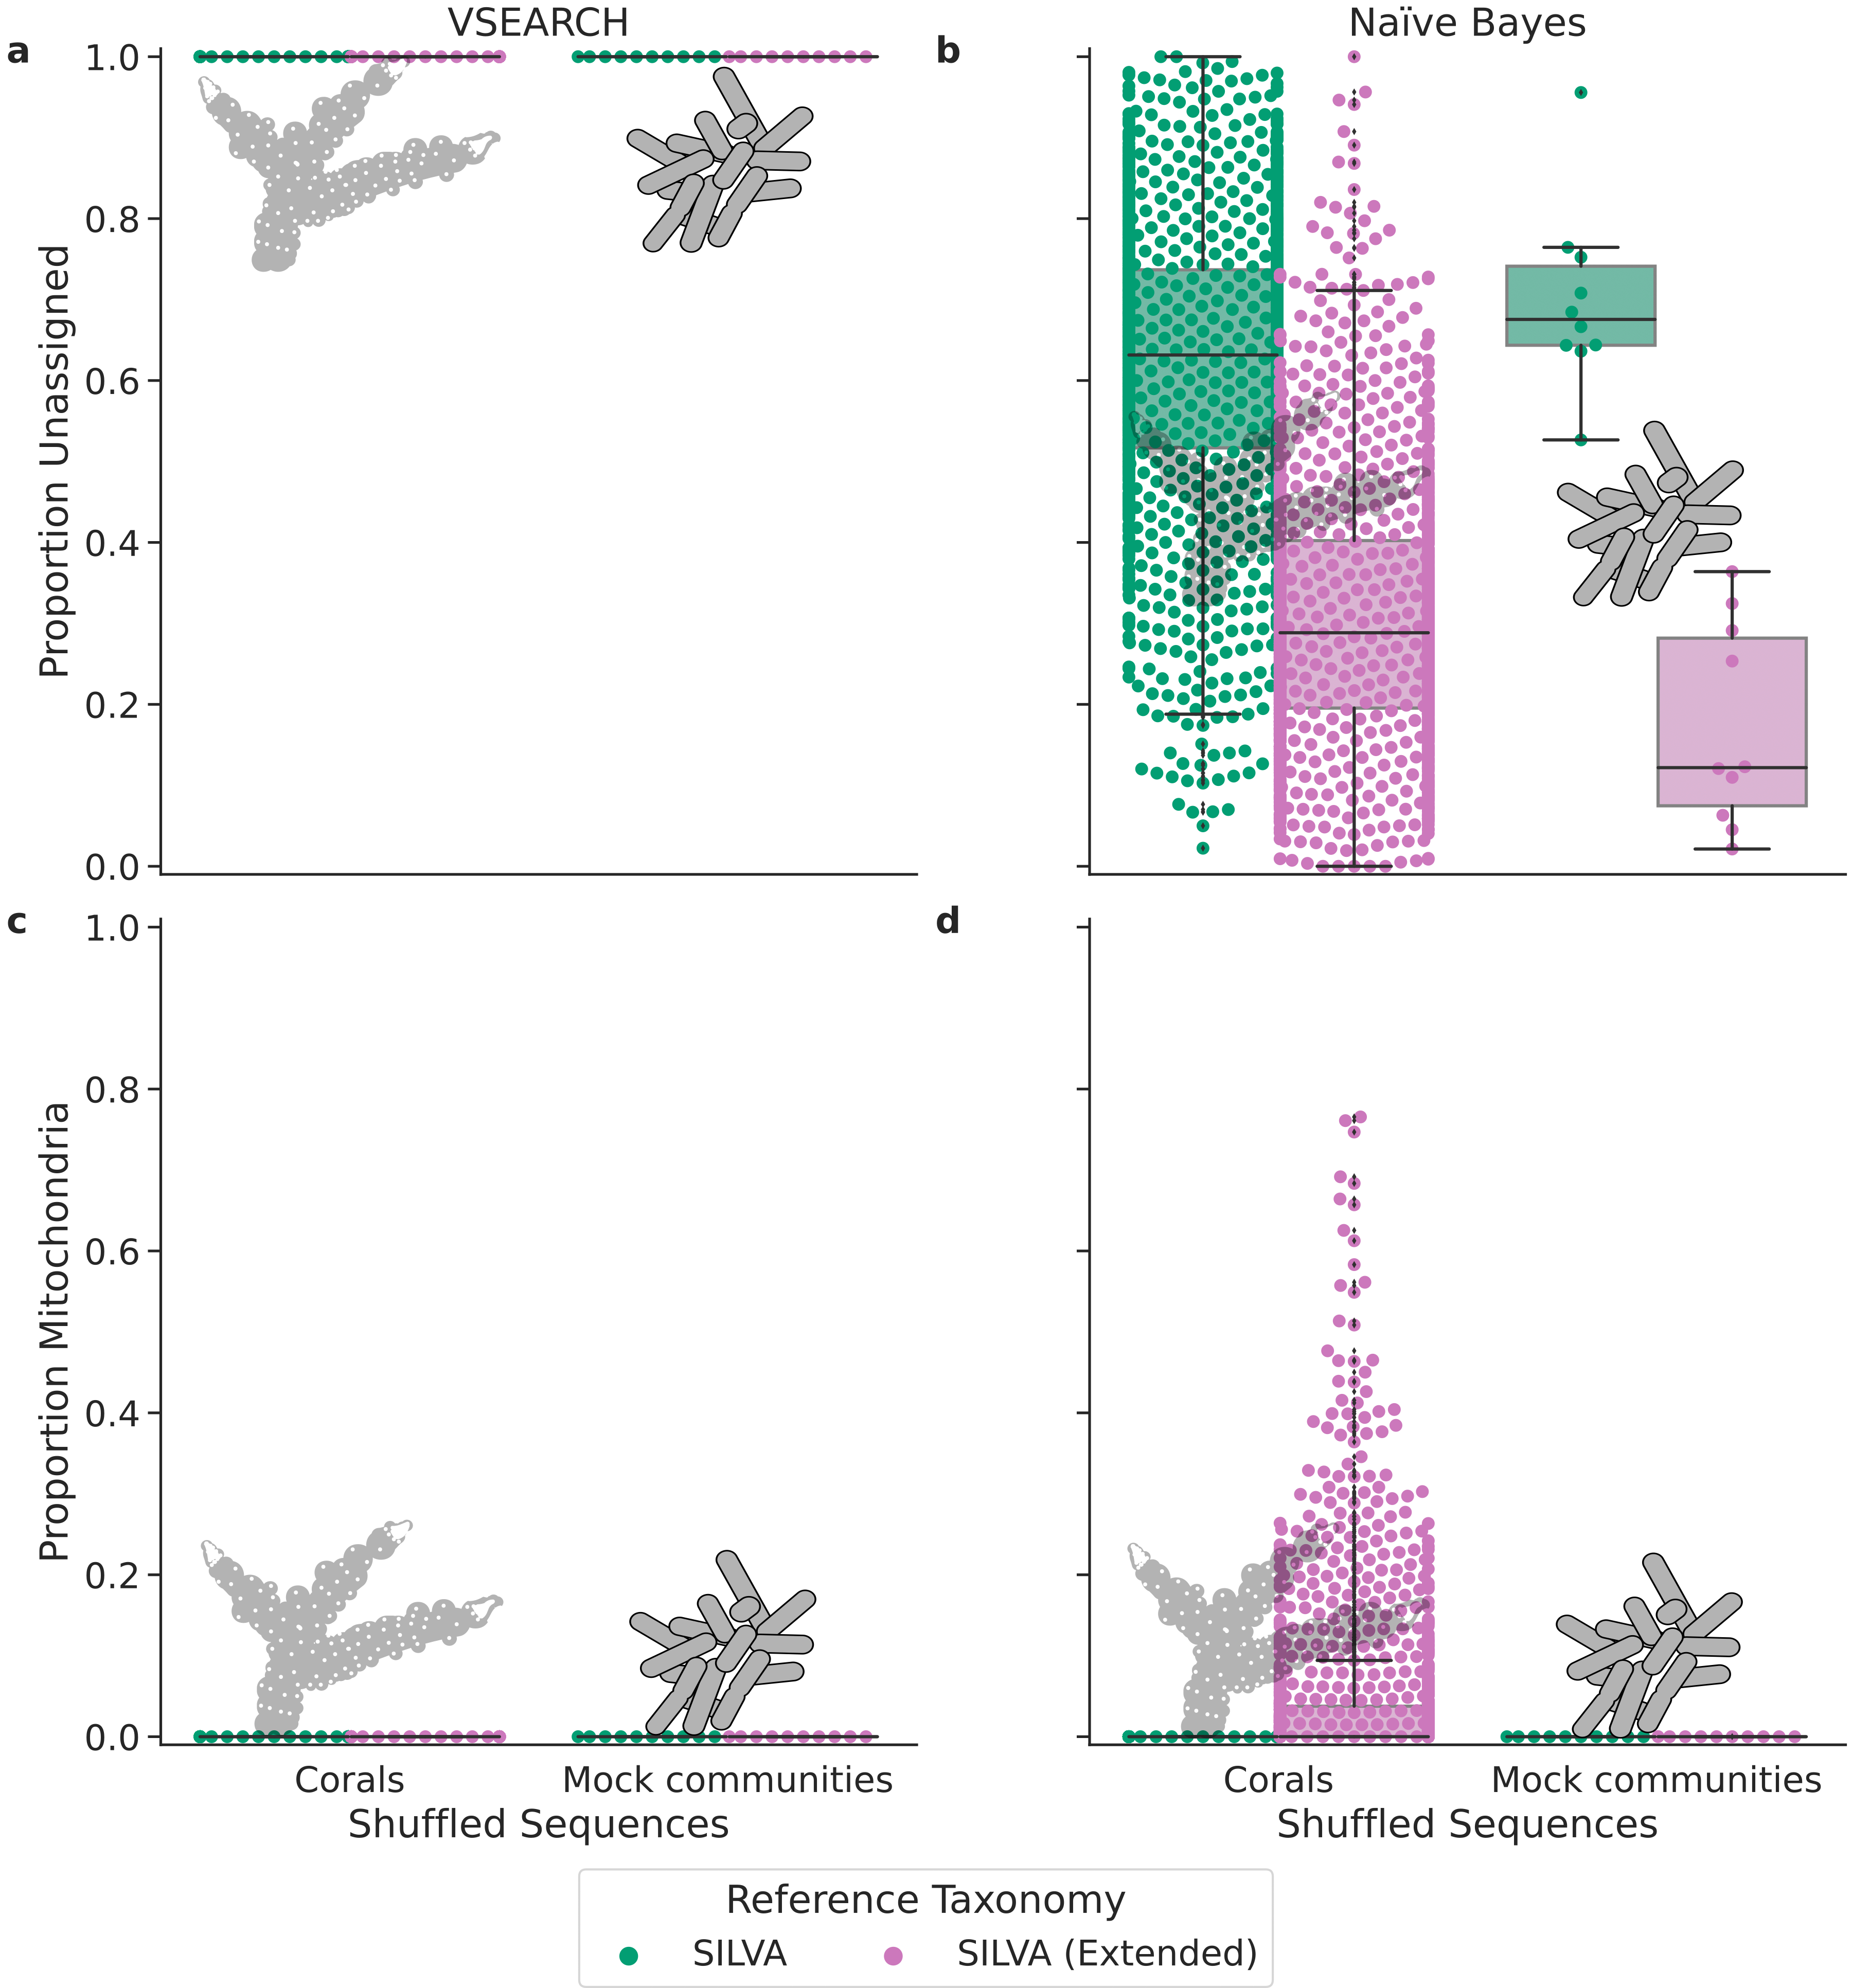 VSEARCH
Naïve Bayes
a
b
Proportion Unassigned
1.0
0.8
0.6
0.4
0.2
0.0
c
d
Proportion Mitochondria
1.0
0.8
0.6
0.4
0.2
0.0
Corals
Mock communities
Corals
Mock communities
Shuffled Sequences
Shuffled Sequences
Reference Taxonomy
SILVA
SILVA (Extended)